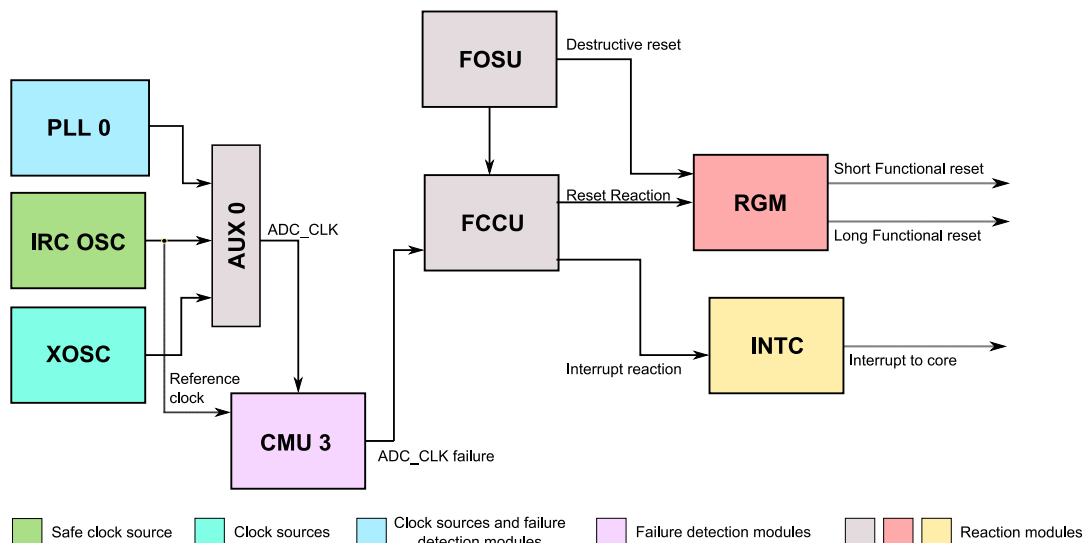 Destructive reset
FOSU
PLL 0
Short Functional reset
Reset Reaction
RGM
FCCU
AUX 0
ADC_CLK
IRC OSC
Long Functional reset
XOSC
INTC
Interrupt reaction
Interrupt to core
Reference
clock
CMU 3
ADC_CLK failure
Safe clock source
Clock sources
Clock sources and failure
detection modules
Failure detection modules
Reaction modules